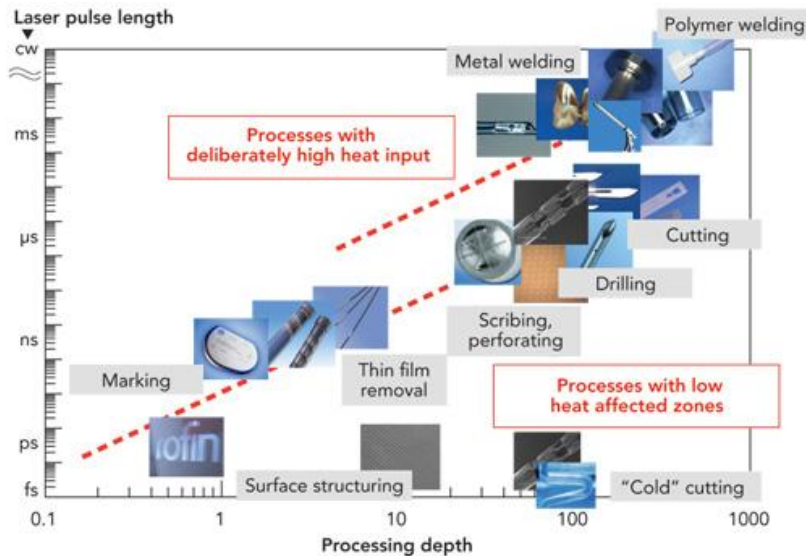 Laser pulse length
cw
ms
µs
ns
ps
fs
Polymer welding
Metal welding
Processes with
deliberately high heat input
Cutting
Drilling
Scribing,
perforating
Thin film
removal
Marking
Processes with low
heat affected zones
rofin
Surface structuring
“Cold” cutting
0.1
1
10
100
1000
Processing depth